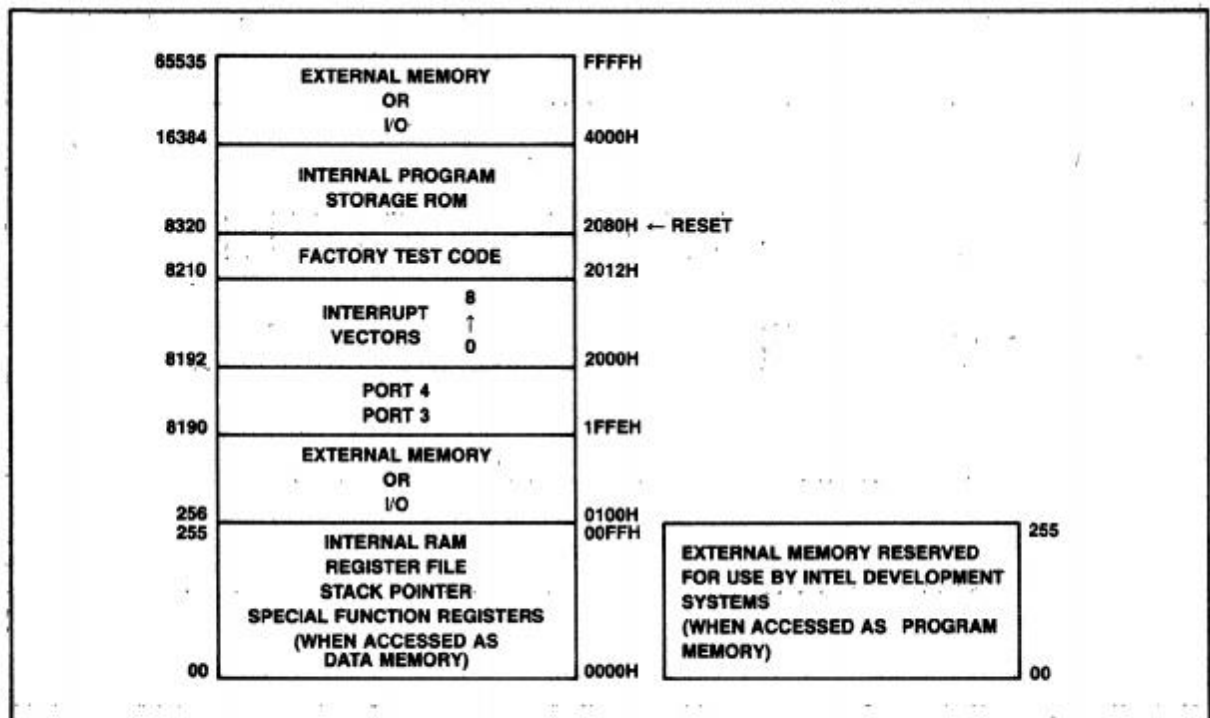 65535
FFFFH
EXTERNAL MEMORY
OR
I/O
16384
4000H
INTERNAL PROGRAM
STORAGE ROM
8320
2080H ← RESET
FACTORY TEST CODE
8210
2012H
8
INTERRUPT
↑
VECTORS
0
8192
2000H
PORT 4
PORT 3
8190
1FFEH
EXTERNAL MEMORY
OR
I/O
256
0100H
255
00FFH
INTERNAL RAM
REGISTER FILE
STACK POINTER
SPECIAL FUNCTION REGISTERS
(WHEN ACCESSED AS
DATA MEMORY)
00
0000H
255
EXTERNAL MEMORY RESERVED
FOR USE BY INTEL DEVELOPMENT
SYSTEMS
(WHEN ACCESSED AS PROGRAM
MEMORY)
00